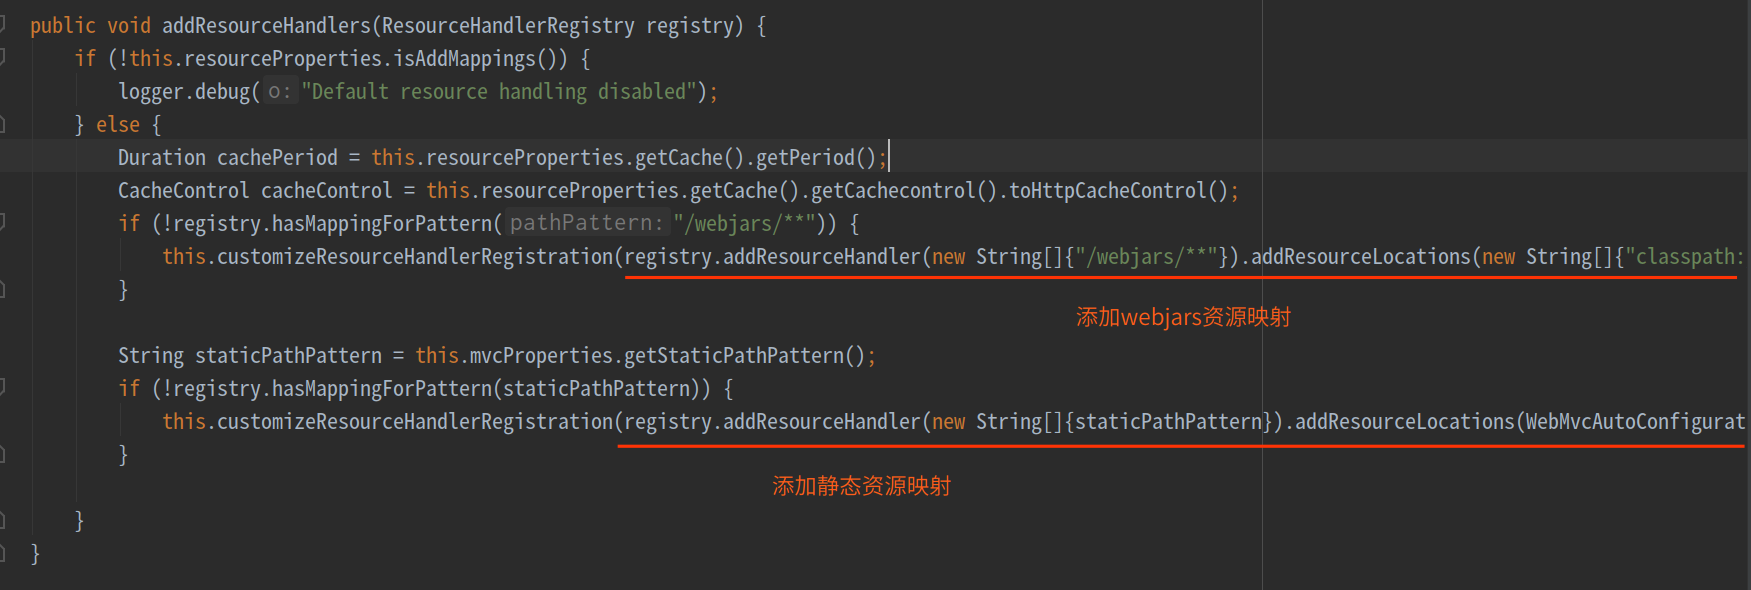 public void addResourceHandlers(ResourceHandlerRegistry registry) {
if (!this.resourceProperties.isAddMappings()) {
logger.debug( o: "Default resource handling disabled");
} else {
Duration cachePeriod = this.resourceProperties.getCache().getPeriod();
CacheControl cacheControl = this.resourceProperties.getCache().getCachecontrol().toHttpCacheControl();
if (!registry.hasMappingForPattern( pathPattern: "/webjars/**")) {
this.customizeResourceHandlerRegistration(registry.addResourceHandler(new String[]{"/webjars/**"}).addResourceLocations(new String[]{"classpath:
}
添加webjars资源映射
String staticPathPattern = this.mvcProperties.getStaticPathPattern();
if (!registry.hasMappingForPattern(staticPathPattern)) {
this.customizeResourceHandlerRegistration(registry.addResourceHandler(new String[]{staticPathPattern}).addResourceLocations(WebMvcAutoConfigurat
}
添加静态资源映射
}
}